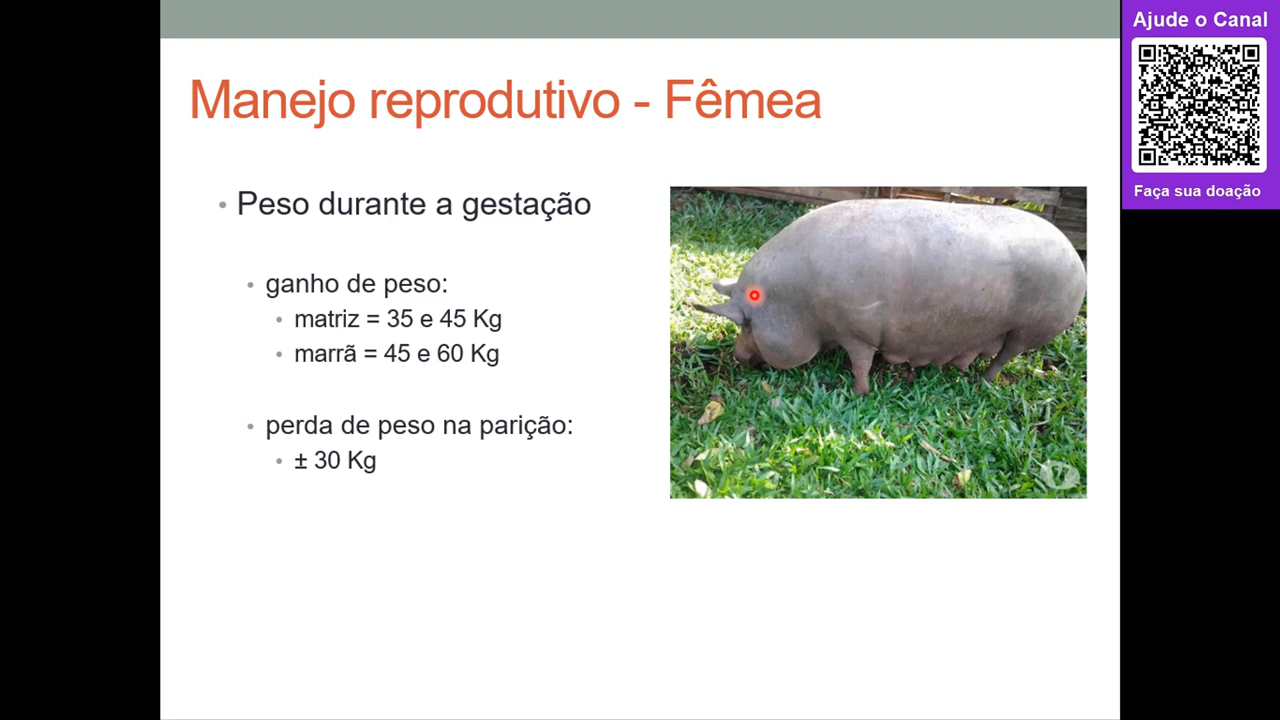 Manejo reprodutivo - Fêmea
• Peso durante a gestação
• ganho de peso:
• matriz = 35 e 45 Kg
• marrã = 45 e 60 Kg
• perda de peso na parição:
• ± 30 Kg
Ajude o Canal
Faça sua doação